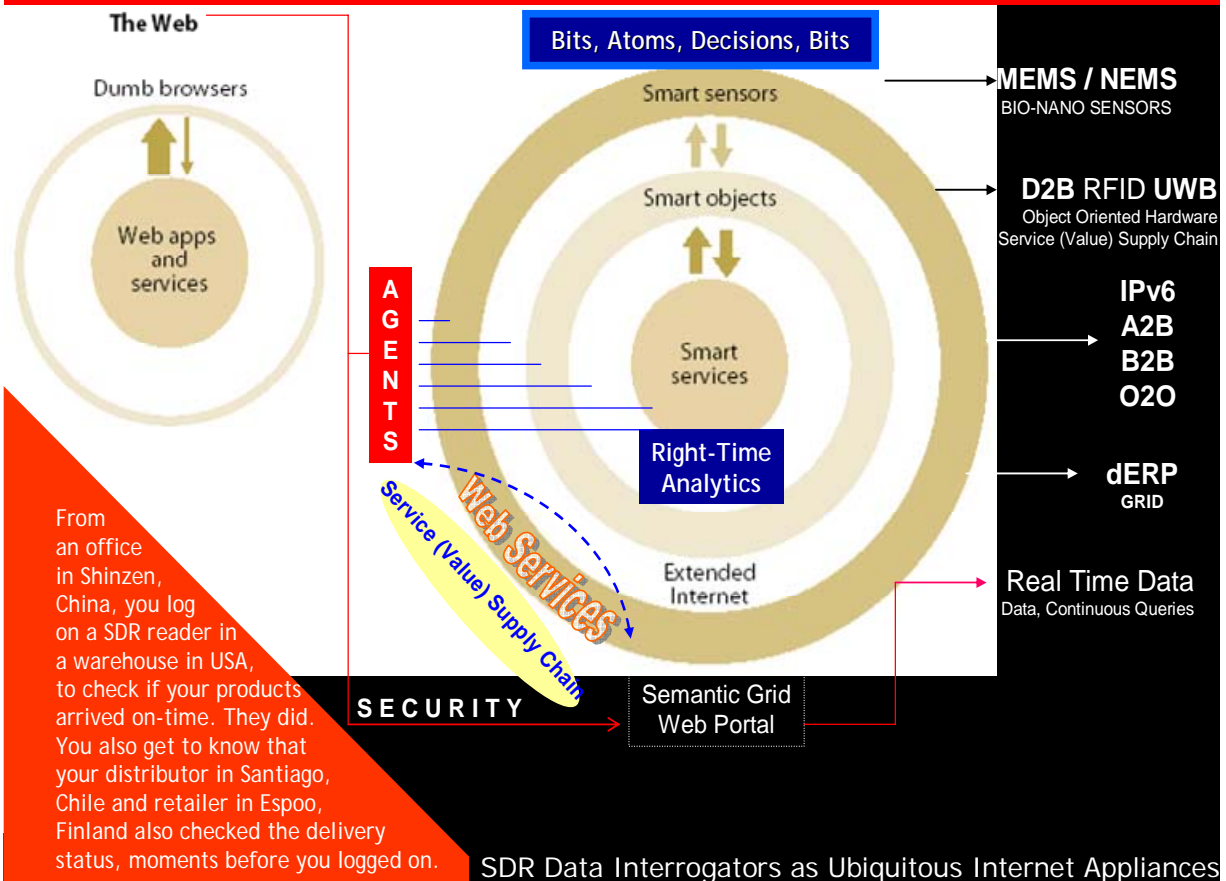 The Web
Dumb browsers
Web apps
and
services
Bits, Atoms, Decisions, Bits
Smart sensors
Smart objects
Smart
services
Right-Time
Analytics
Extended
Internet
A
G
E
N
T
S
Web Services
Service (Value) Supply Chain
MEMS / NEMS
BIO-NANO SENSORS
D2B RFID UWB
Object Oriented Hardware
Service (Value) Supply Chain
IPv6
A2B
B2B
O2O
dERP
GRID
Real Time Data
Data, Continuous Queries
SECURITY
Semantic Grid
Web Portal
From
an office
in Shinzen,
China, you log
on a SDR reader in
a warehouse in USA,
to check if your products
arrived on-time. They did.
You also get to know that
your distributor in Santiago,
Chile and retailer in Espoo,
Finland also checked the delivery
status, moments before you logged on.
SDR Data Interrogators as Ubiquitous Internet Appliances